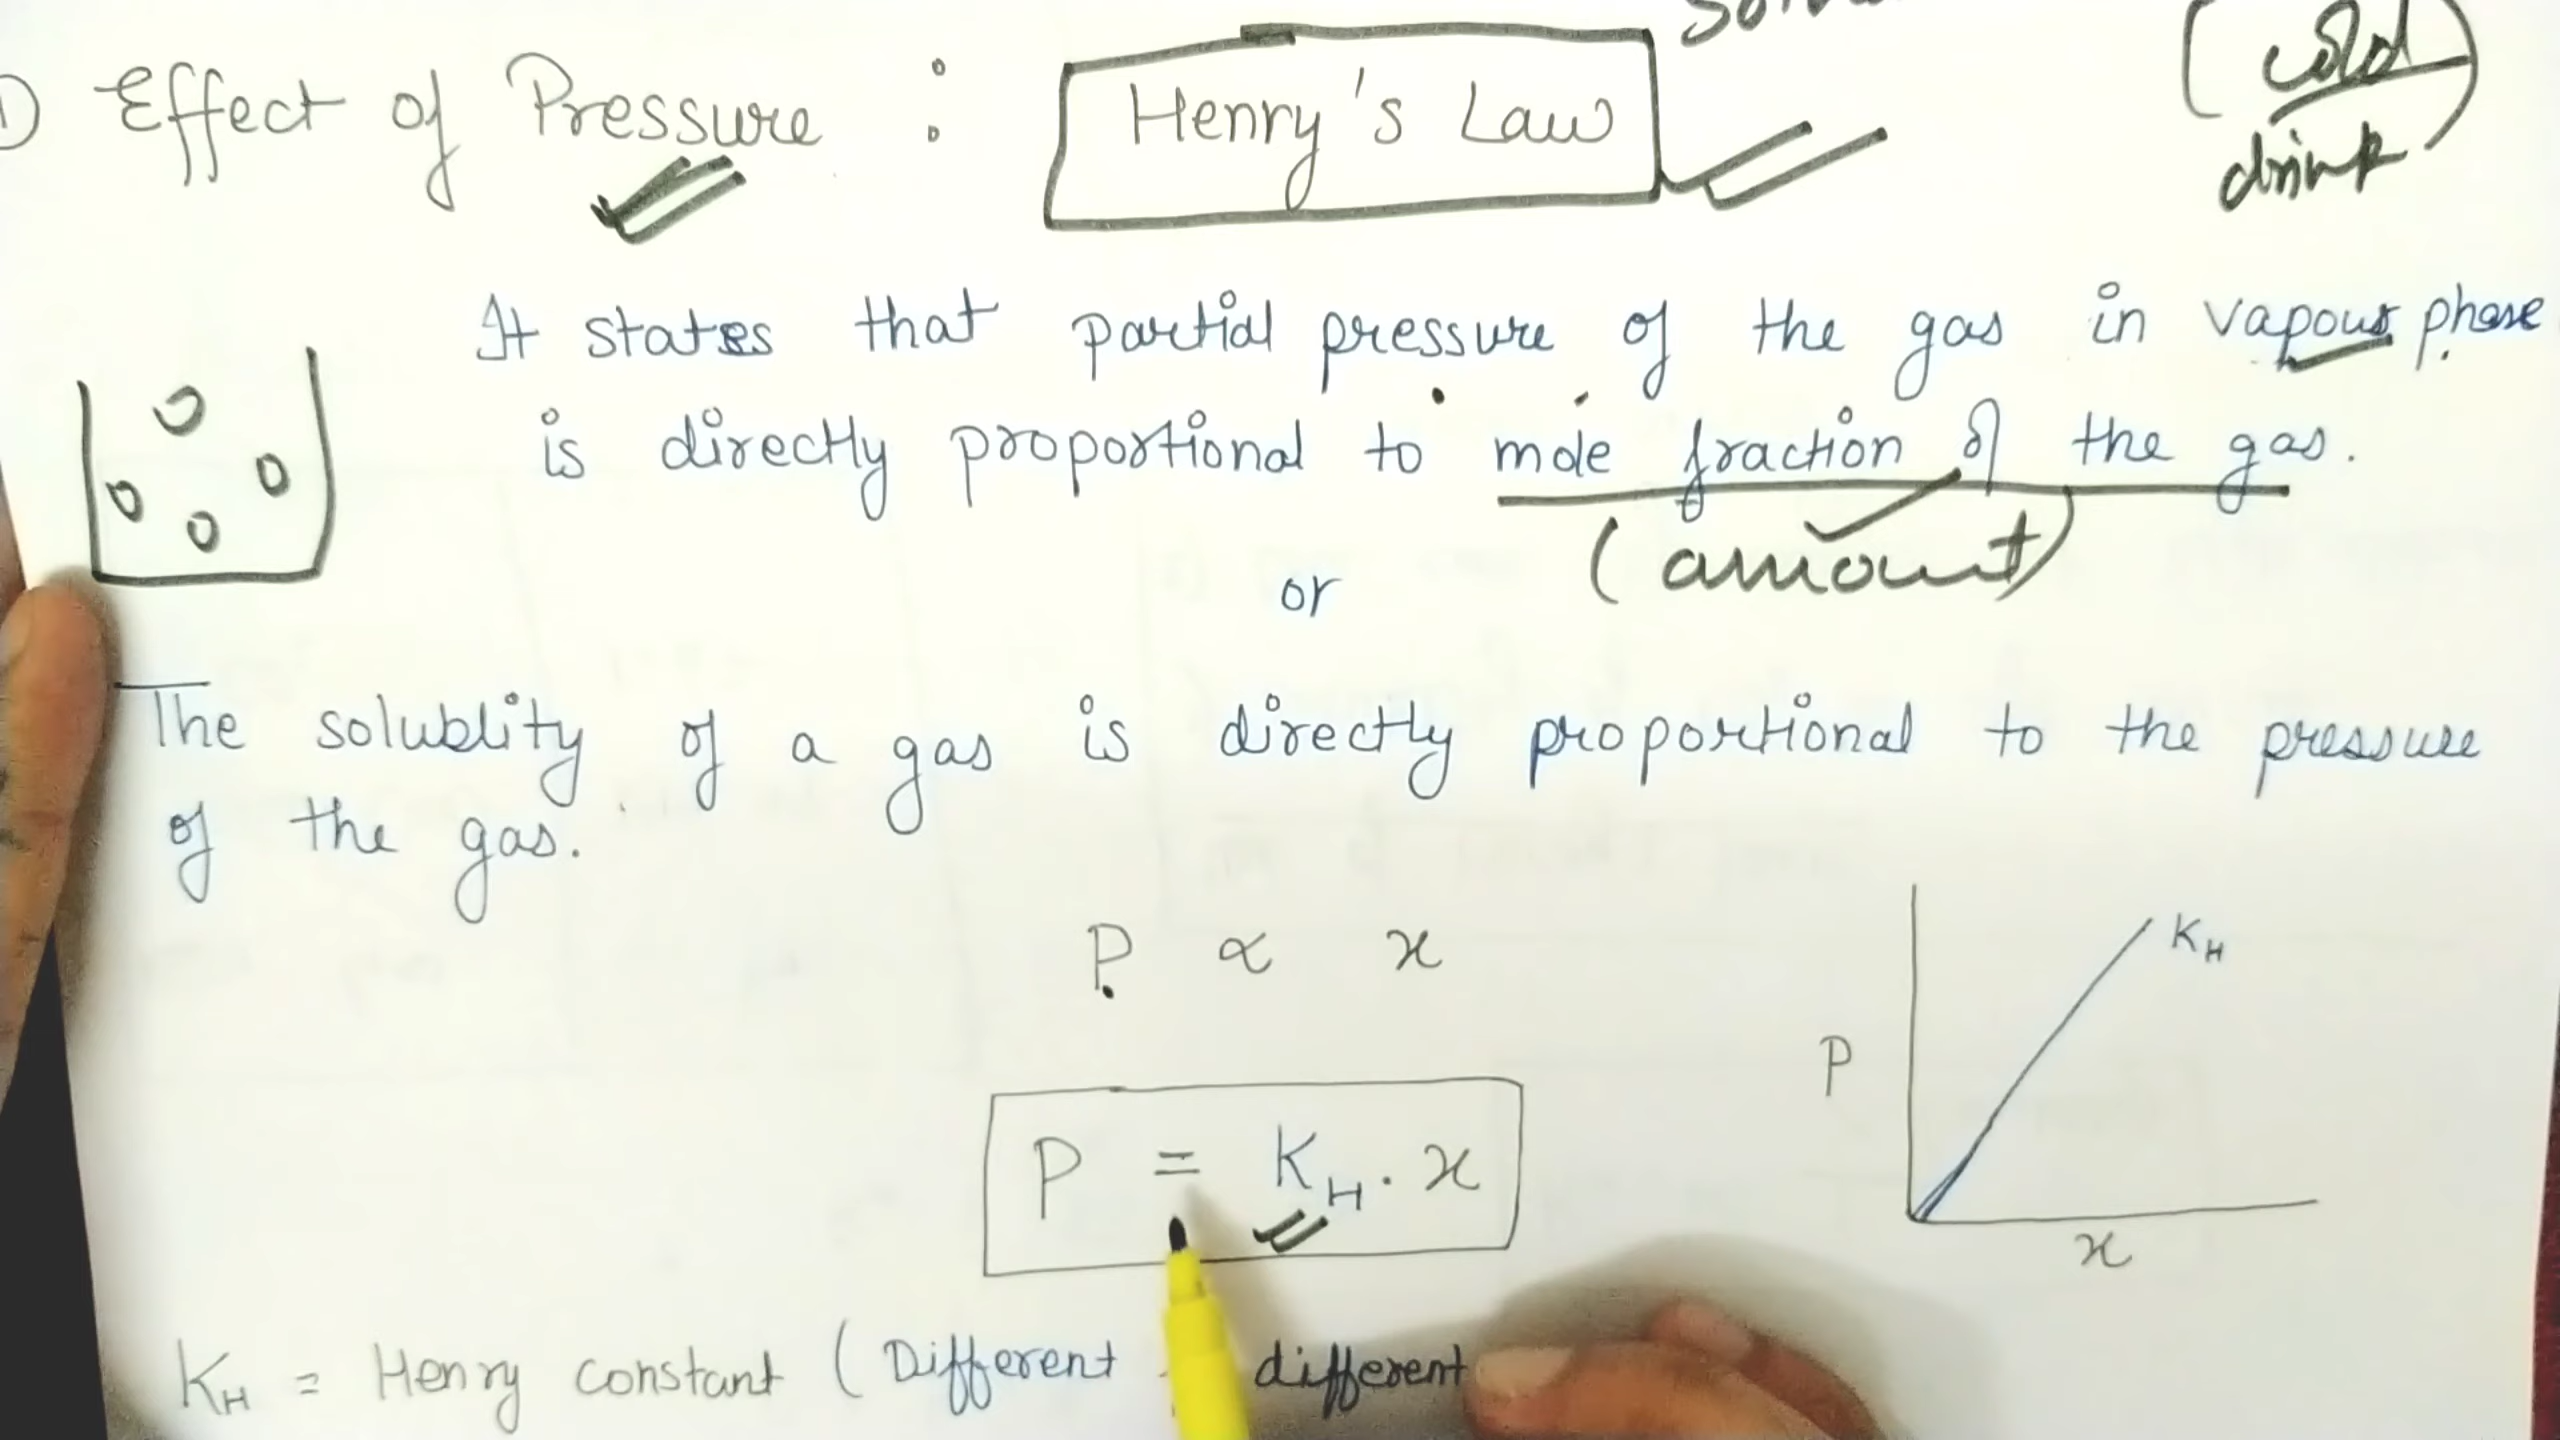 1) Effect of Pressure : Henry's Law
(cold
drink)
It states that partial pressure of the gas in vapour phase
is directly proportional to mole fraction of the gas.
(amount)
or
The solublity of a gas is directly proportional to the pressure
of the gas.
P ∝ x
KH
P
P = KH . x
x
KH = Henry constant ( Different different